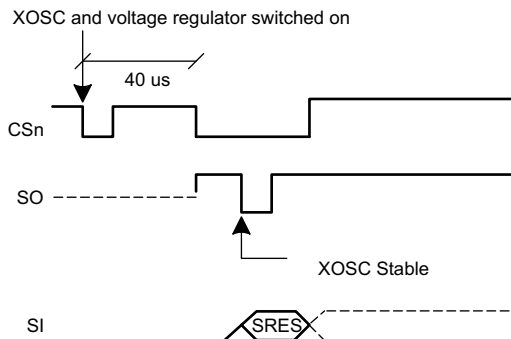 XOSC and voltage regulator switched on
40 us
CSn
SO
XOSC Stable
SI
SRES